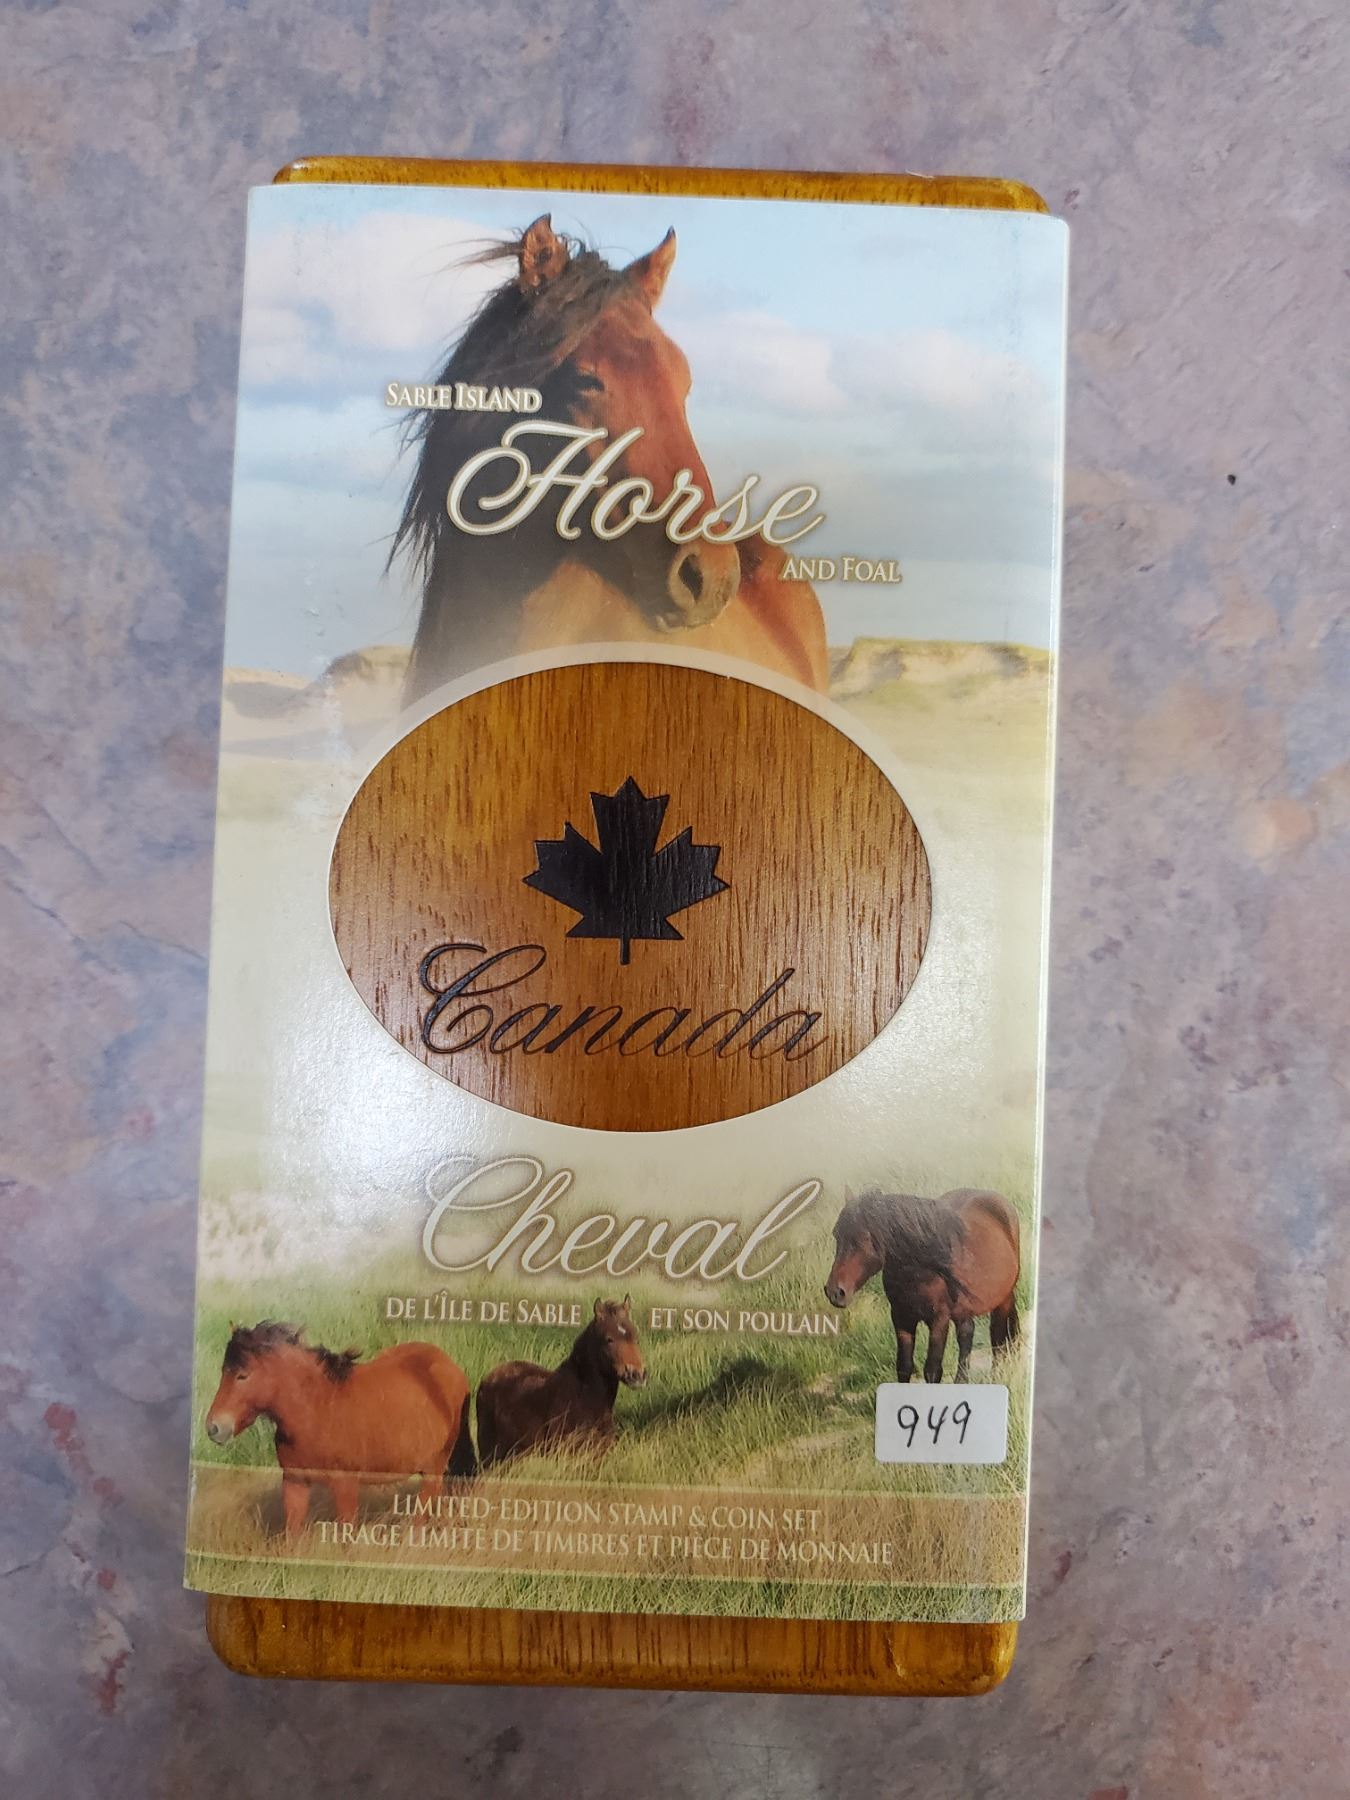 SABLE ISLAND
Horse
AND FOAL
Canada
Cheval
DE L'ÎLE DE SABLE ET SON POULAIN
949
LIMITED-EDITION STAMP & COIN SET
TIRAGE LIMITÉ DE TIMBRES ET PIÈCE DE MONNAIE